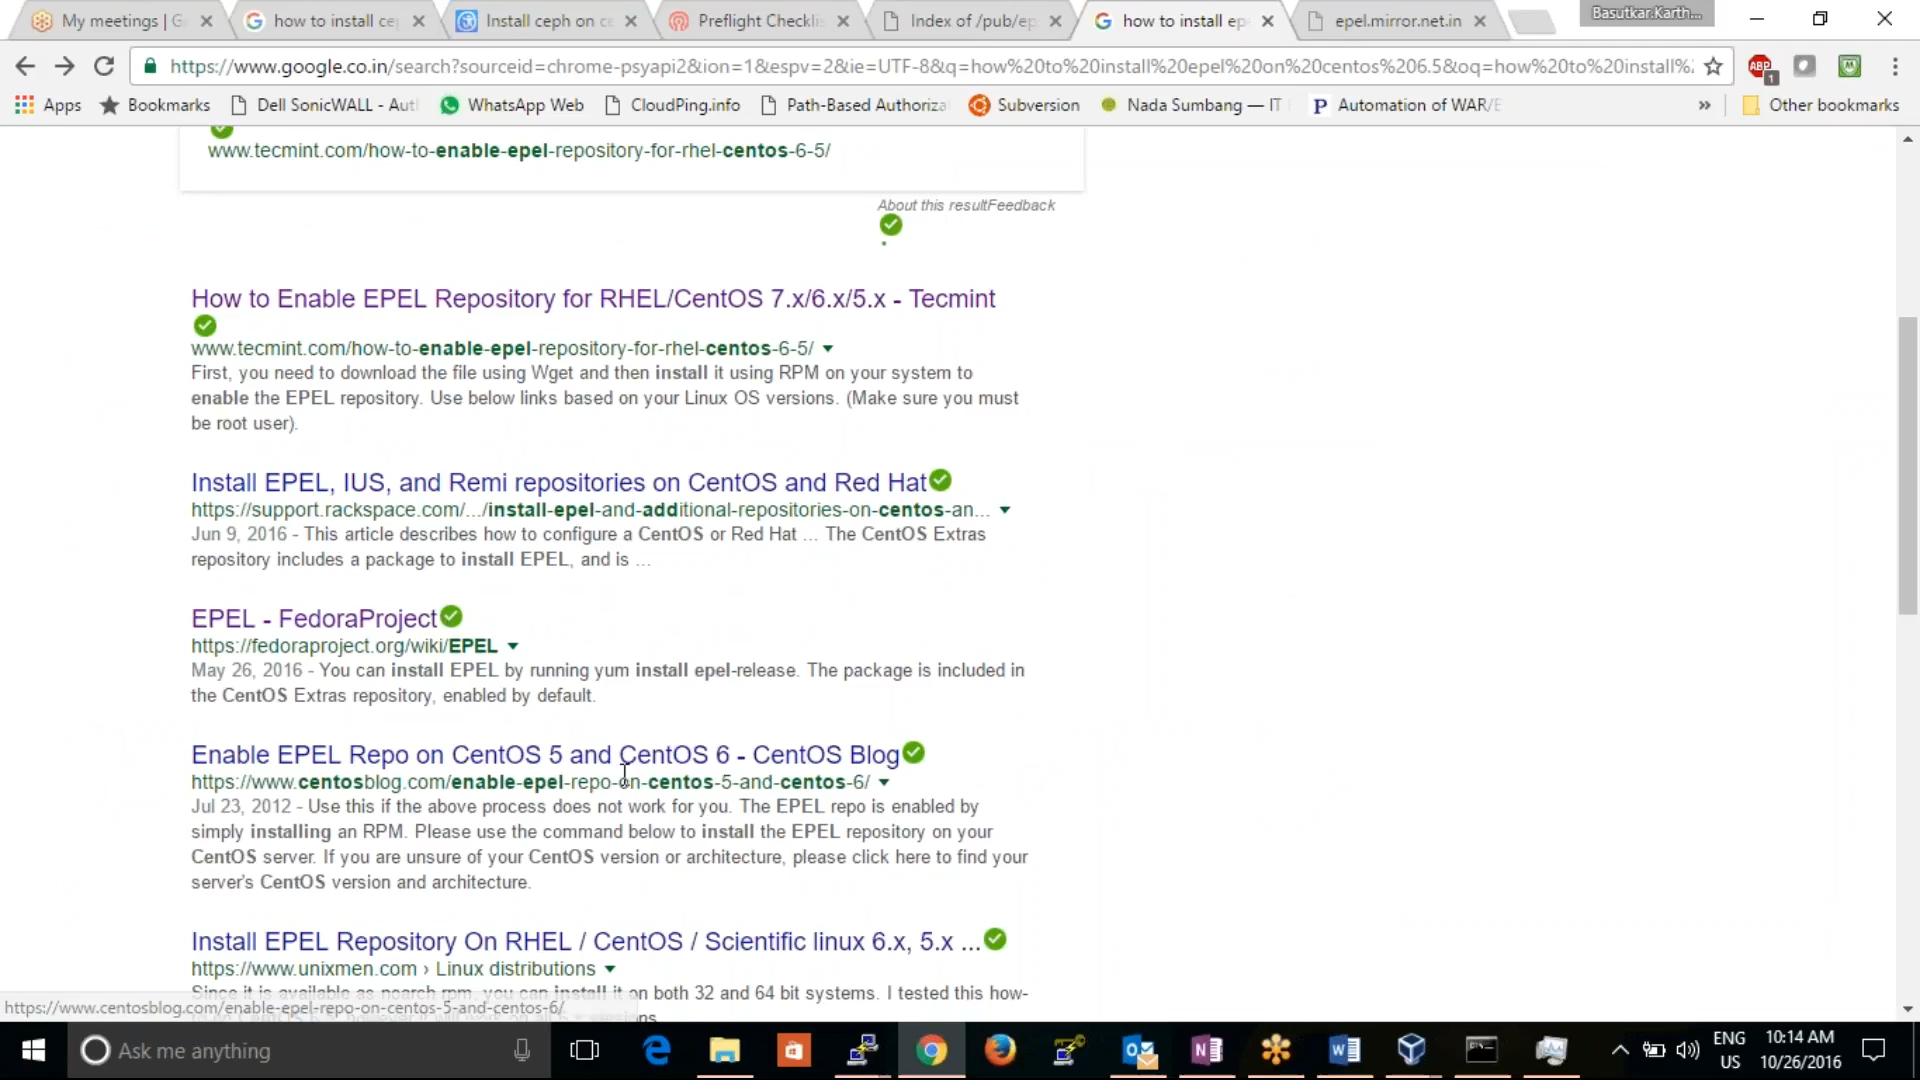 My meetings | G
how to install ce
Install ceph on ce
Preflight Checkli
Index of /pub/ep
how to install ep
epel.mirror.net.in
Basutkar.Karth...
https://www.google.co.in/search?sourceid=chrome-psyapi2&ion=1&espv=2&ie=UTF-8&q=how%20to%20install%20epel%20on%20centos%206.5&oq=how%20to%20install%
ABP
1
Apps
Bookmarks
Dell SonicWALL - Aut
WhatsApp Web
CloudPing.info
Path-Based Authoriza
Subversion
Nada Sumbang — IT
Automation of WAR/E
»
Other bookmarks
www.tecmint.com/how-to-enable-epel-repository-for-rhel-centos-6-5/
About this resultFeedback
How to Enable EPEL Repository for RHEL/CentOS 7.x/6.x/5.x - Tecmint
www.tecmint.com/how-to-enable-epel-repository-for-rhel-centos-6-5/
First, you need to download the file using Wget and then install it using RPM on your system to
enable the EPEL repository. Use below links based on your Linux OS versions. (Make sure you must
be root user).
Install EPEL, IUS, and Remi repositories on CentOS and Red Hat
https://support.rackspace.com/.../install-epel-and-additional-repositories-on-centos-an...
Jun 9, 2016 - This article describes how to configure a CentOS or Red Hat ... The CentOS Extras
repository includes a package to install EPEL, and is ...
EPEL - FedoraProject
https://fedoraproject.org/wiki/EPEL
May 26, 2016 - You can install EPEL by running yum install epel-release. The package is included in
the CentOS Extras repository, enabled by default.
Enable EPEL Repo on CentOS 5 and CentOS 6 - CentOS Blog
https://www.centosblog.com/enable-epel-repo-on-centos-5-and-centos-6/
Jul 23, 2012 - Use this if the above process does not work for you. The EPEL repo is enabled by
simply installing an RPM. Please use the command below to install the EPEL repository on your
CentOS server. If you are unsure of your CentOS version or architecture, please click here to find your
server's CentOS version and architecture.
Install EPEL Repository On RHEL / CentOS / Scientific linux 6.x, 5.x ...
https://www.unixmen.com › Linux distributions
Since it is available as noarch rpm, you can install it on both 32 and 64 bit systems. I tested this how-
https://www.centosblog.com/enable-epel-repo-on-centos-5-and-centos-6/
Ask me anything
ENG
US
10:14 AM
10/26/2016